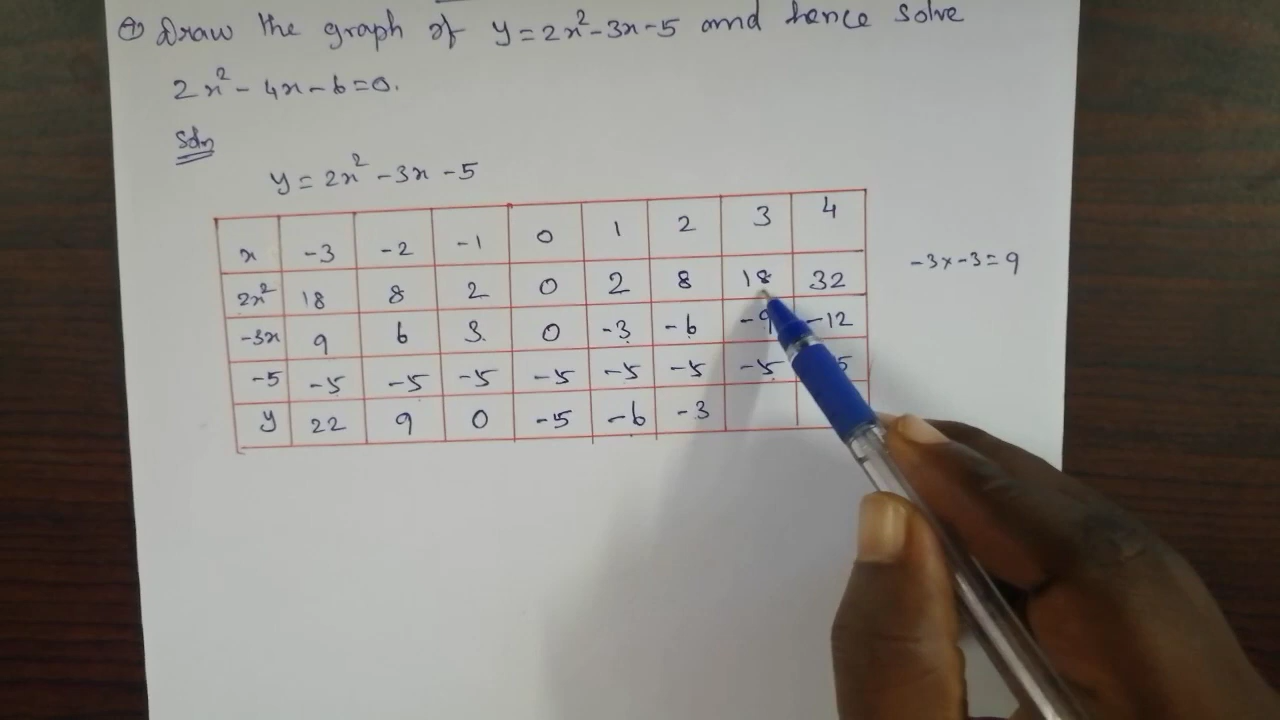 ⑦ Draw the graph of y=2x²-3x-5 and hence solve
2x²-4x-6=0.
Soln
y=2x²-3x-5
x -3 -2 -1 0 1 2 3 4
2x² 18 8 2 0 2 8 18 32
-3x 9 6 3 0 -3 -6 -9 -12
-5 -5 -5 -5 -5 -5 -5 -5 5
y 22 9 0 -5 -6 -3
-3x-3=9